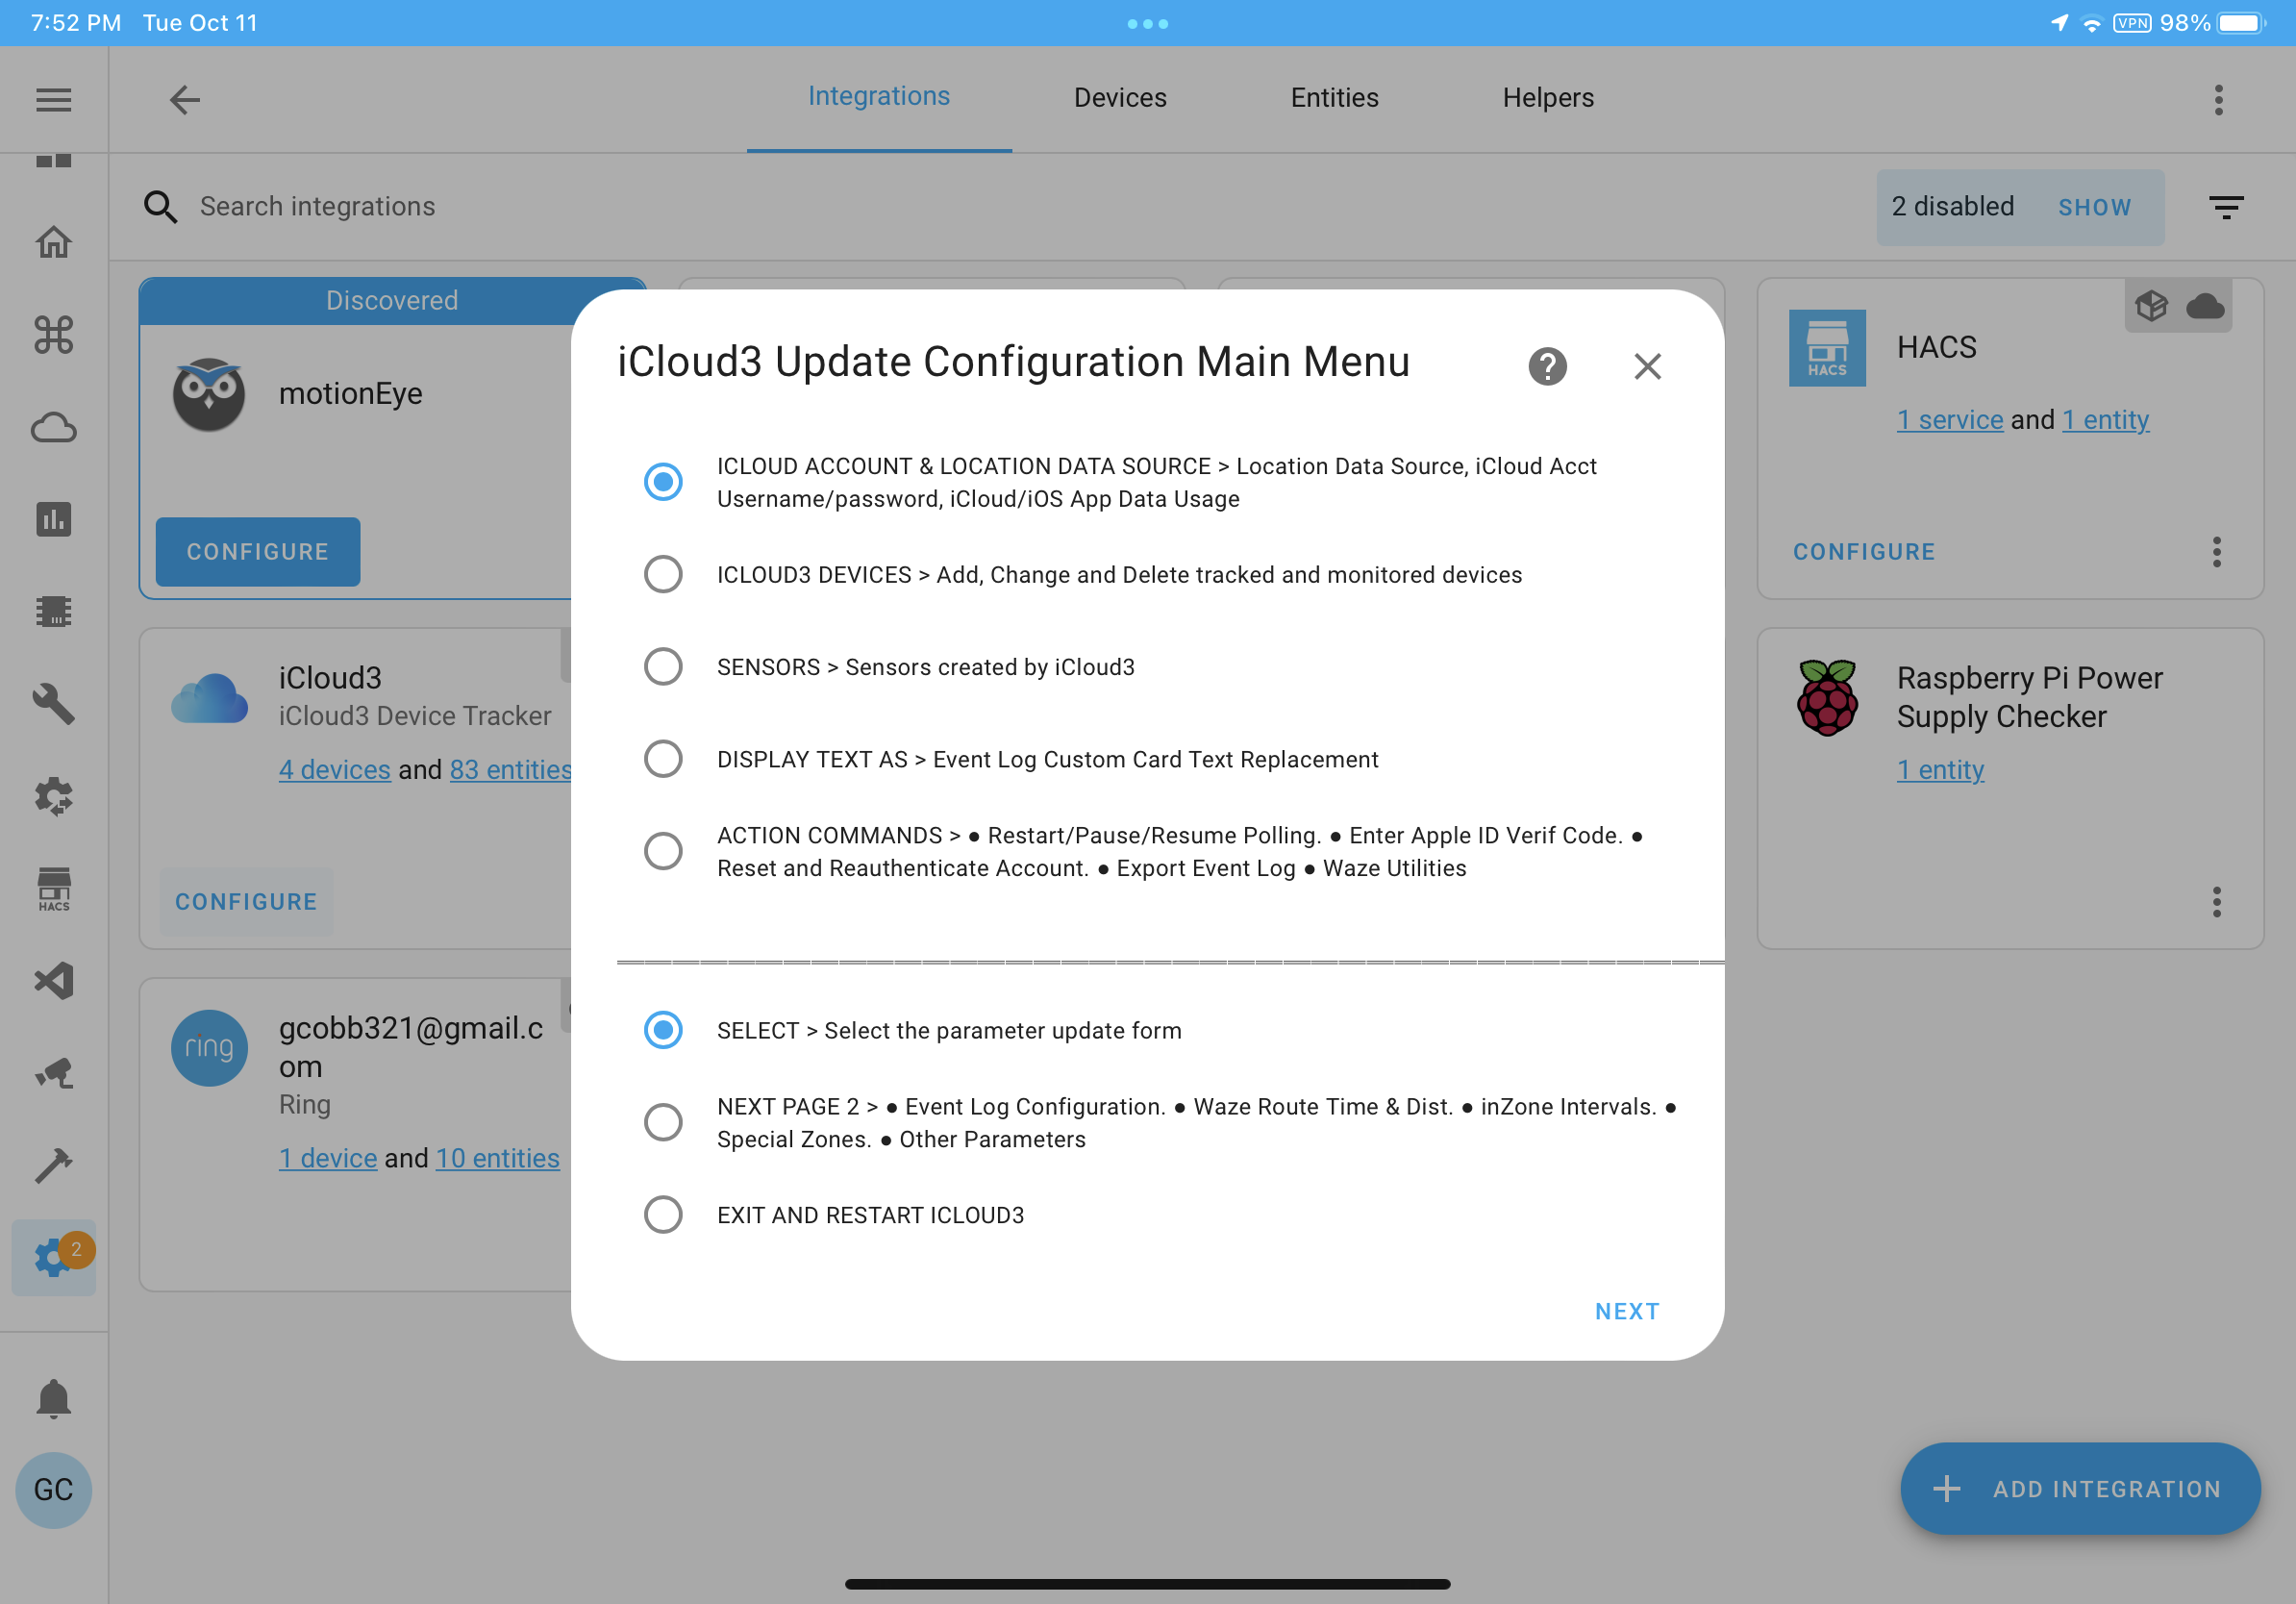 7:52 PM Tue Oct 11
VPN 98%
Integrations
Devices
Entities
Helpers
Search integrations
2 disabled SHOW
Discovered
motionEye
CONFIGURE
HACS
HACS
1 service and 1 entity
CONFIGURE
iCloud3
iCloud3 Device Tracker
4 devices and 83 entities
CONFIGURE
Raspberry Pi Power
Supply Checker
1 entity
HACS
ring
gcobb321@gmail.c
om
Ring
1 device and 10 entities
2
GC
iCloud3 Update Configuration Main Menu
ICLOUD ACCOUNT & LOCATION DATA SOURCE > Location Data Source, iCloud Acct
Username/password, iCloud/iOS App Data Usage
ICLOUD3 DEVICES > Add, Change and Delete tracked and monitored devices
SENSORS > Sensors created by iCloud3
DISPLAY TEXT AS > Event Log Custom Card Text Replacement
ACTION COMMANDS > ● Restart/Pause/Resume Polling. ● Enter Apple ID Verif Code. ●
Reset and Reauthenticate Account. ● Export Event Log ● Waze Utilities
SELECT > Select the parameter update form
NEXT PAGE 2 > ● Event Log Configuration. ● Waze Route Time & Dist. ● inZone Intervals. ●
Special Zones. ● Other Parameters
EXIT AND RESTART ICLOUD3
NEXT
ADD INTEGRATION